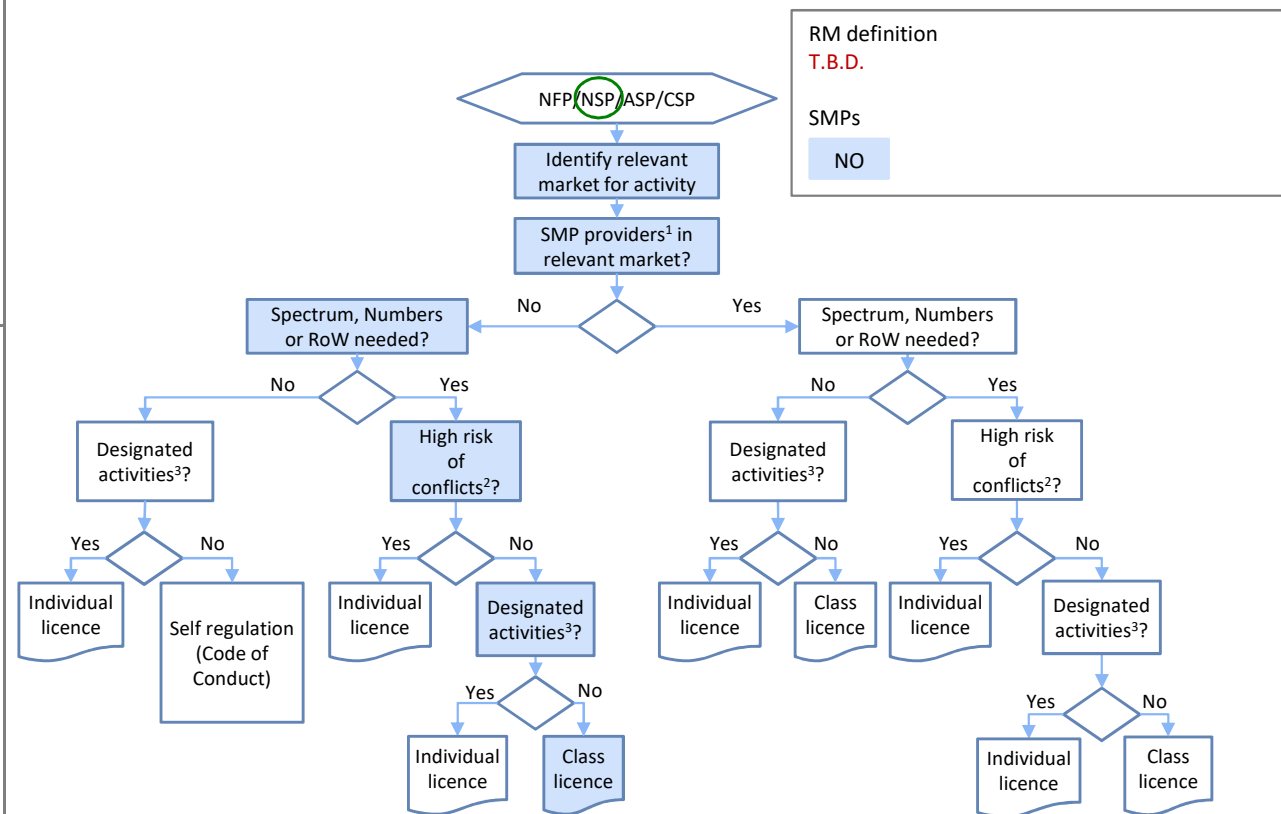 RM definition
T.B.D.
SMPs
NO
NFP/NSP/ASP/CSP
Identify relevant
market for activity
SMP providers¹ in
relevant market?
No
Yes
Spectrum, Numbers
or RoW needed?
Spectrum, Numbers
or RoW needed?
No
Yes
No
Yes
Designated
activities³?
High risk
of
conflicts²?
Designated
activities³?
High risk
of
conflicts²?
Yes
No
Yes
No
Yes
No
Yes
No
Individual
licence
Self regulation
(Code of
Conduct)
Individual
licence
Designated
activities³?
Individual
licence
Class
licence
Individual
licence
Designated
activities³?
Yes
No
Yes
No
Individual
licence
Class
licence
Individual
licence
Class
licence